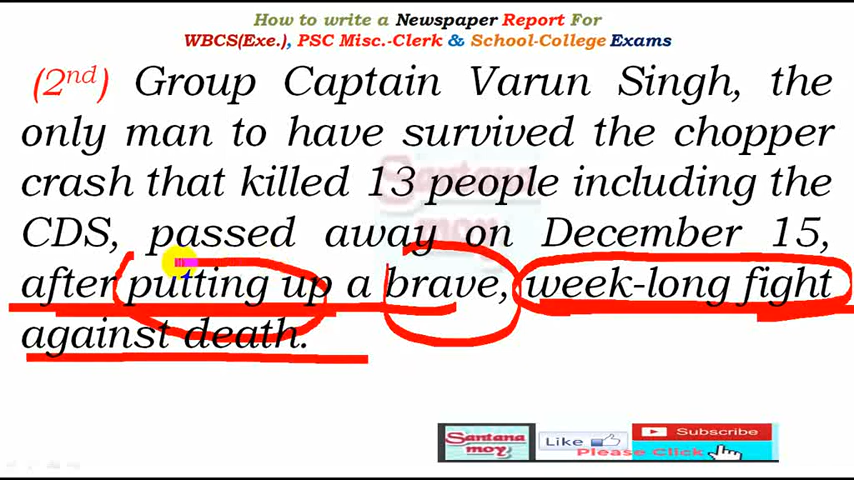 How to write a Newspaper Report For
WBCS(Exe.), PSC Misc.-Clerk & School-College Exams
(2nd) Group Captain Varun Singh, the
only man to have survived the chopper
crash that killed 13 people including the
CDS, passed away on December 15,
after putting up a brave, week-long fight
against death.
Santana
moy
Santana
moy
Like
Subscribe
Please Click